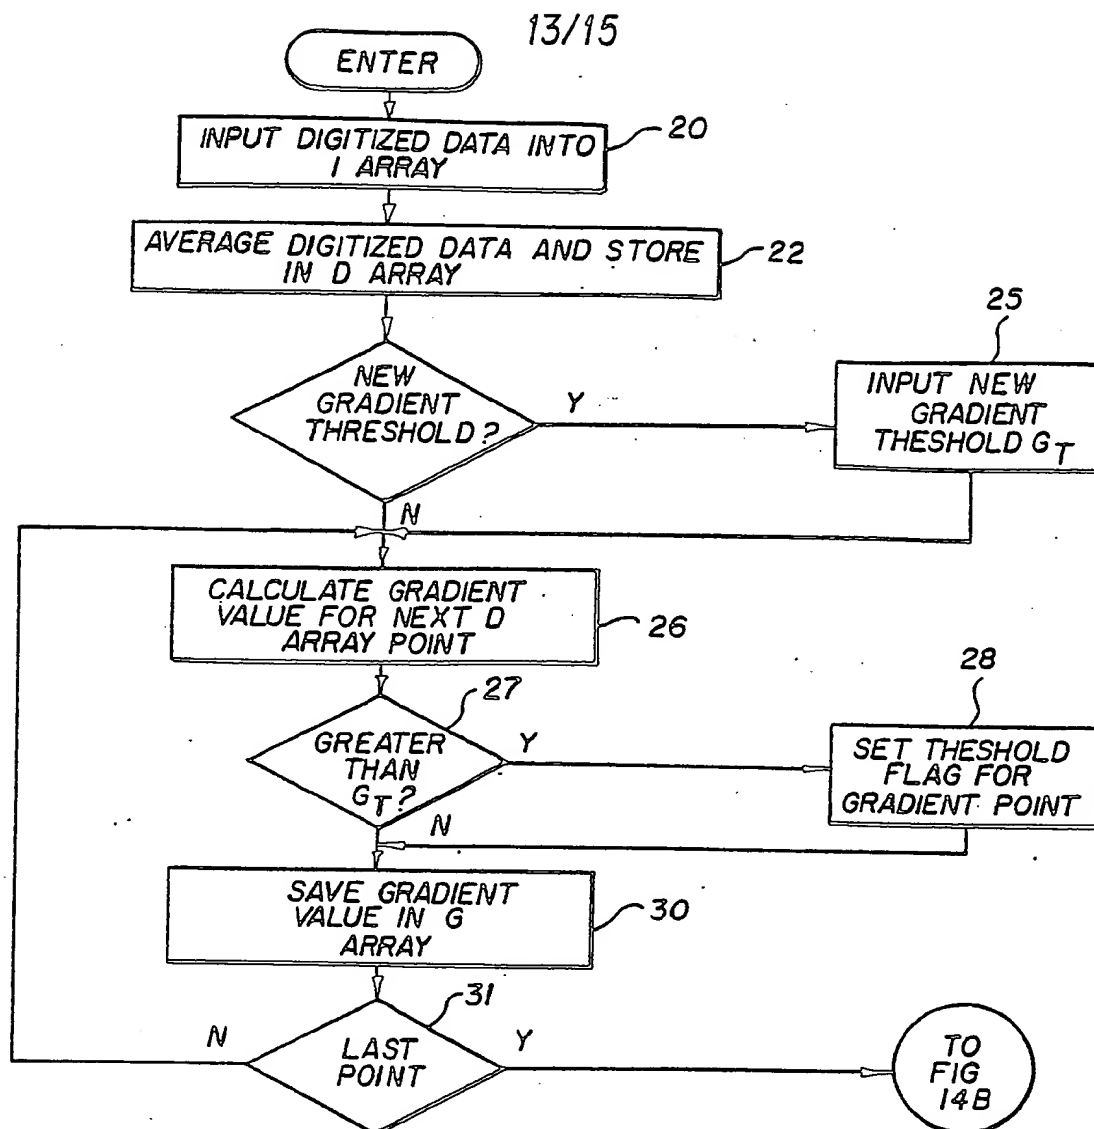 13/15
ENTER
INPUT DIGITIZED DATA INTO
I ARRAY
20
AVERAGE DIGITIZED DATA AND STORE
IN D ARRAY
22
NEW
GRADIENT
THRESHOLD?
Y
N
25
INPUT NEW
GRADIENT
THESHOLD GT
CALCULATE GRADIENT
VALUE FOR NEXT D
ARRAY POINT
26
27
GREATER
THAN
GT?
Y
N
28
SET THESHOLD
FLAG FOR
GRADIENT POINT
SAVE GRADIENT
VALUE IN G
ARRAY
30
31
LAST
POINT
N
Y
TO
FIG
14B